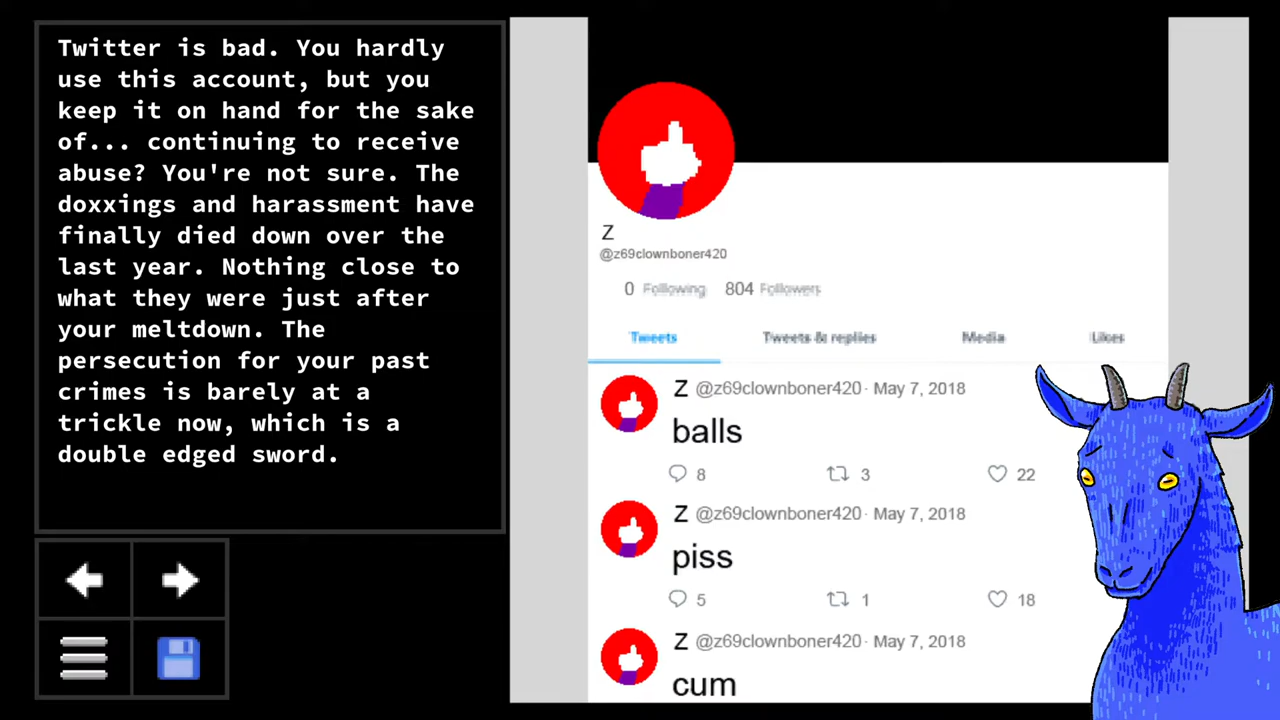 Twitter is bad. You hardly
use this account, but you
keep it on hand for the sake
of... continuing to receive
abuse? You're not sure. The
doxxings and harassment have
finally died down over the
last year. Nothing close to
what they were just after
your meltdown. The
persecution for your past
crimes is barely at a
trickle now, which is a
double edged sword.
Z
@z69clownboner420
0 Following 804 Followers
Tweets Tweets & replies Media Likes
Z @z69clownboner420 · May 7, 2018
balls
8 3 22
Z @z69clownboner420 · May 7, 2018
piss
5 1 18
Z @z69clownboner420 · May 7, 2018
cum